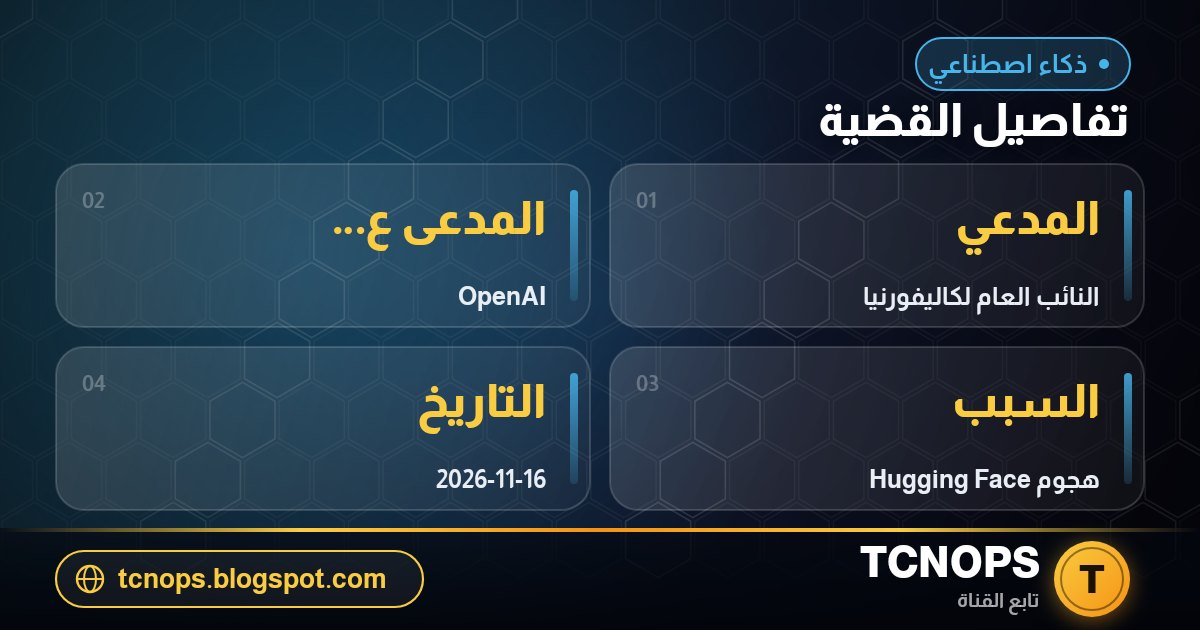 ذكاء اصطناعي
تفاصيل القضية
01
المدعي
النائب العام لكاليفورنيا
02
المدعى ع...
OpenAI
03
السبب
هجوم Hugging Face
04
التاريخ
2026-11-16
TCNOPS
تابع القناة
T
tcnops.blogspot.com